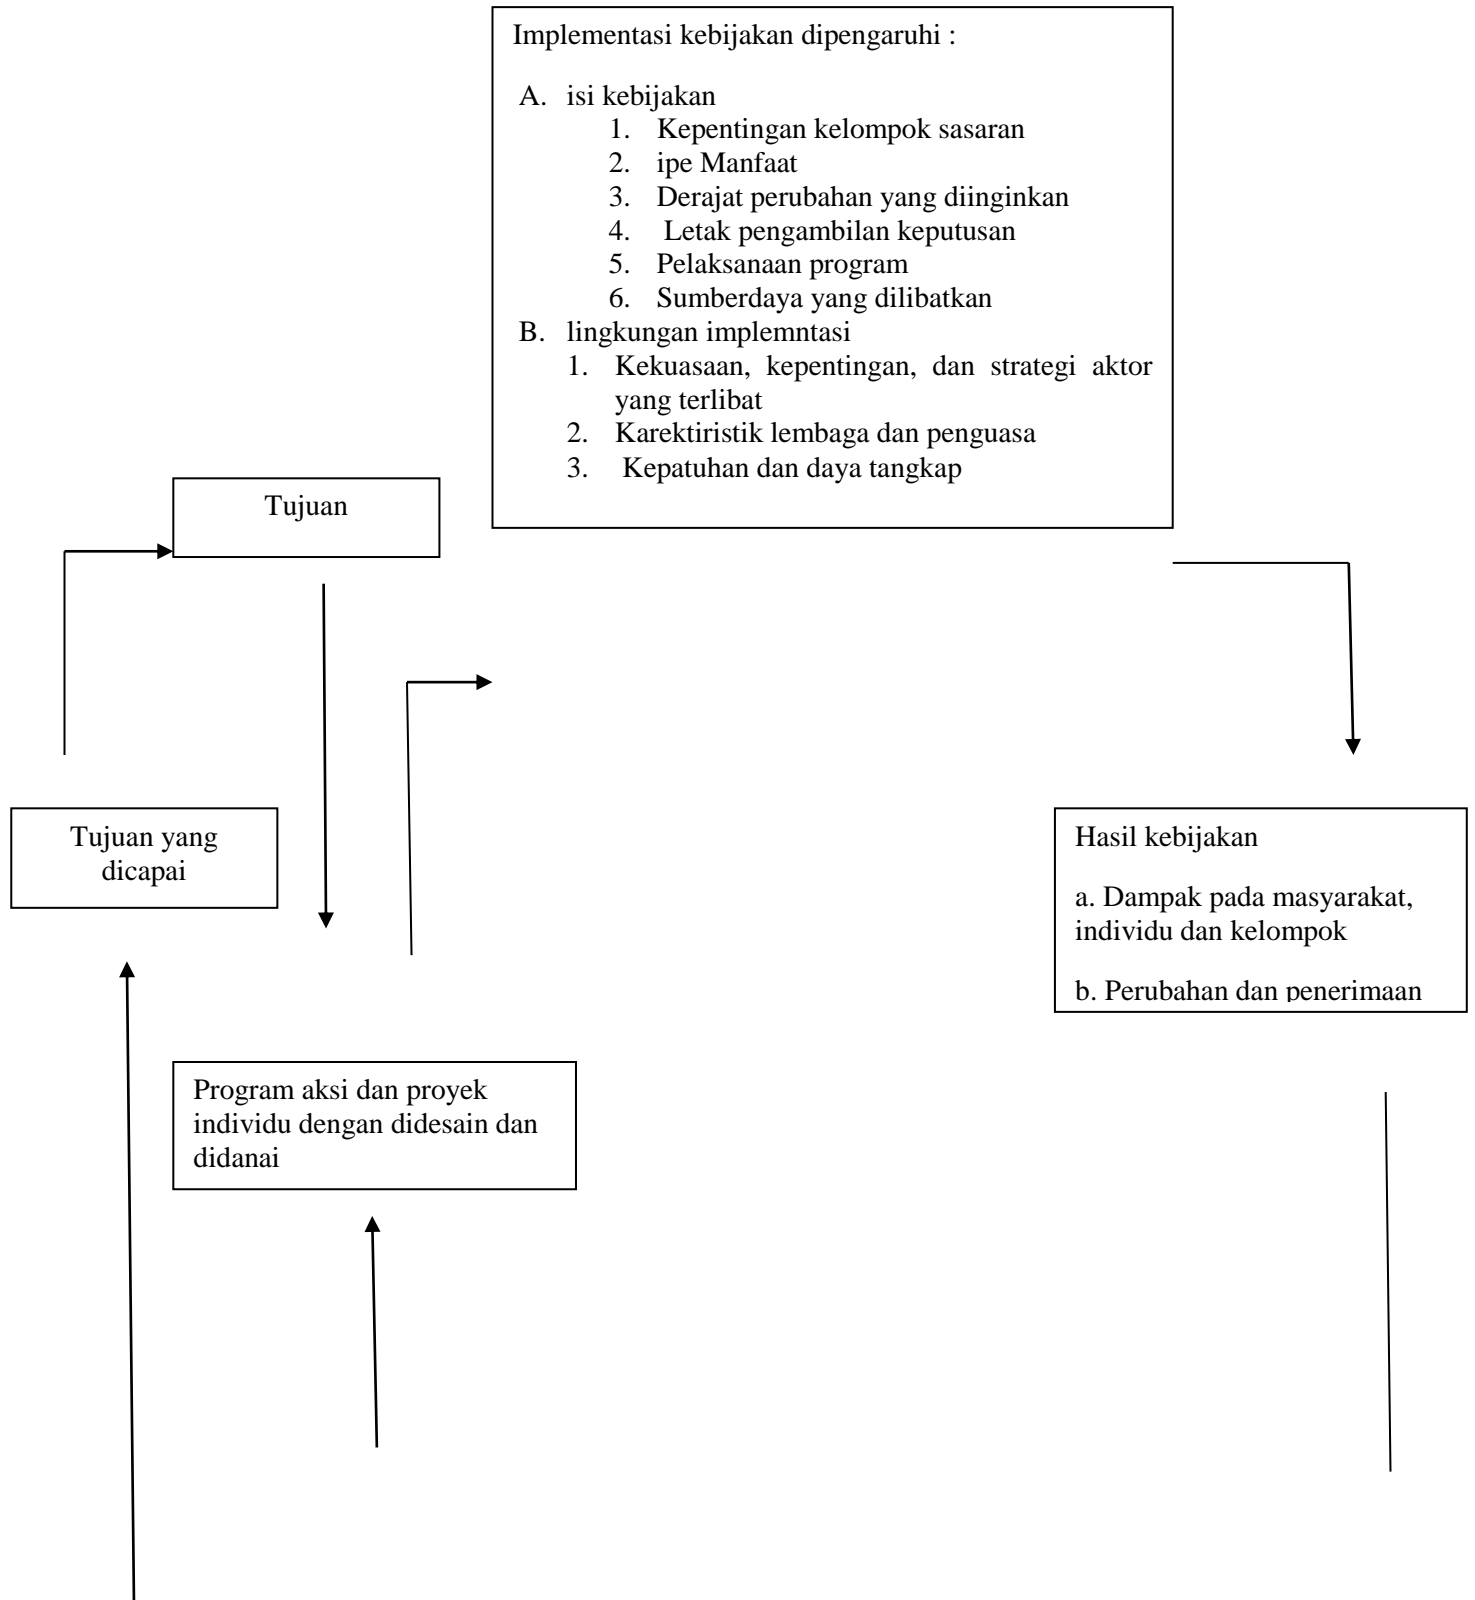 Implementasi kebijakan dipengaruhi :
A. isi kebijakan
1. Kepentingan kelompok sasaran
2. ipe Manfaat
3. Derajat perubahan yang diinginkan
4. Letak pengambilan keputusan
5. Pelaksanaan program
6. Sumberdaya yang dilibatkan
B. lingkungan implemntasi
1. Kekuasaan, kepentingan, dan strategi aktor
yang terlibat
2. Karektiristik lembaga dan penguasa
3. Kepatuhan dan daya tangkap
Tujuan
Tujuan yang
dicapai
Hasil kebijakan
a. Dampak pada masyarakat,
individu dan kelompok
b. Perubahan dan penerimaan
Program aksi dan proyek
individu dengan didesain dan
didanai